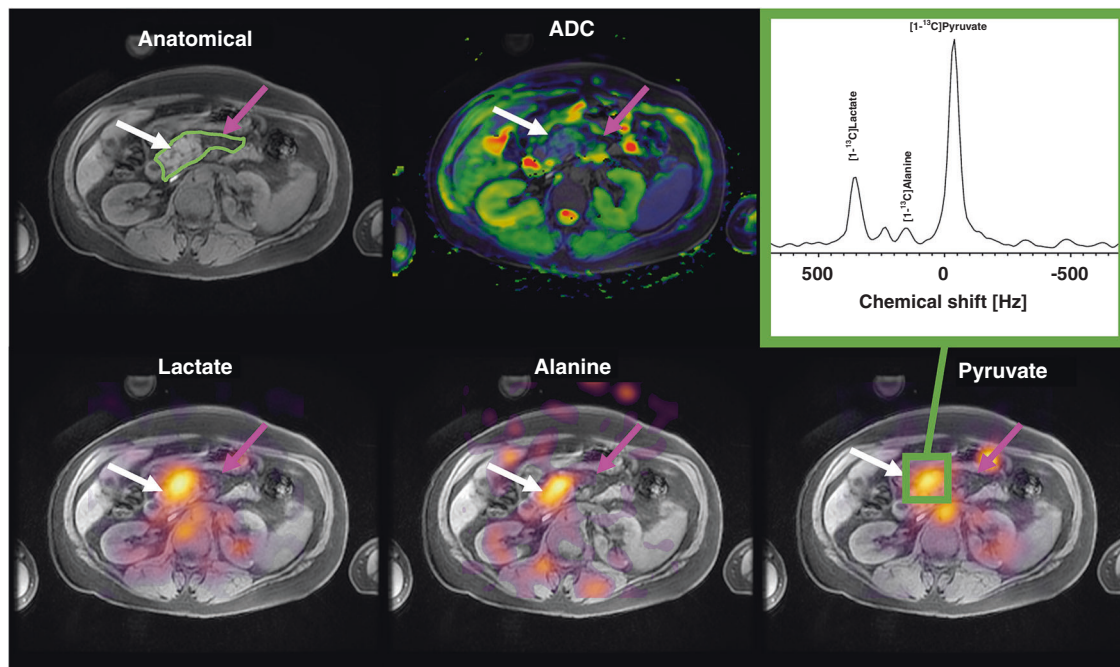 Anatomical
ADC
[1-¹³C]Pyruvate
[1-¹³C]Lactate
[1-¹³C]Alanine
500
0
-500
Chemical shift [Hz]
Lactate
Alanine
Pyruvate